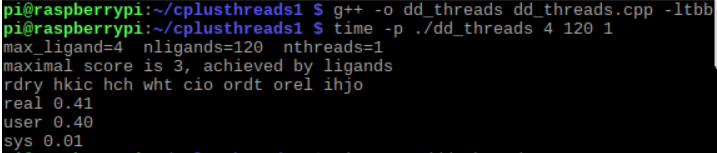 pi@raspberrypi:~/cplusthreads1 $ g++ -o dd_threads dd_threads.cpp -ltbb
pi@raspberrypi:~/cplusthreads1 $ time -p ./dd_threads 4 120 1
max_ligand=4  nligands=120  nthreads=1
maximal score is 3, achieved by ligands
rdry hkic hch wht cio ordt orel ihjo
real 0.41
user 0.40
sys 0.01